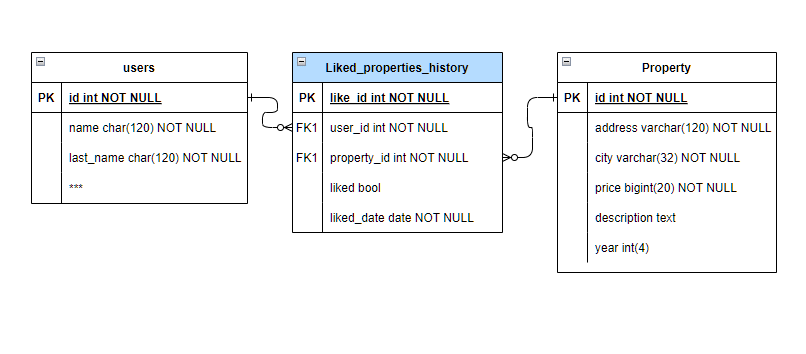 users
PK id int NOT NULL
name char(120) NOT NULL
last_name char(120) NOT NULL
***
Liked_properties_history
PK like_id int NOT NULL
FK1 user_id int NOT NULL
FK1 property_id int NOT NULL
liked bool
liked_date date NOT NULL
Property
PK id int NOT NULL
address varchar(120) NOT NULL
city varchar(32) NOT NULL
price bigint(20) NOT NULL
description text
year int(4)